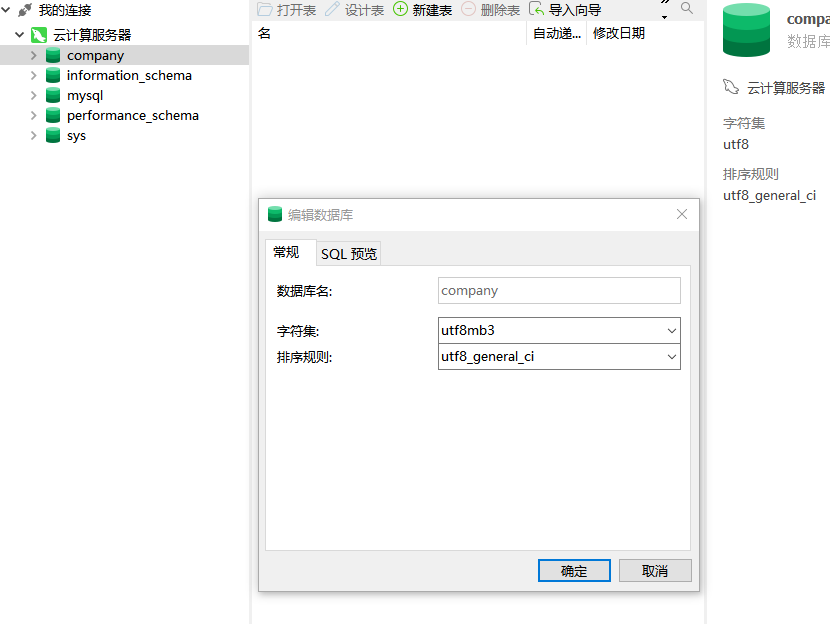 我的连接
云计算服务器
company
information_schema
mysql
performance_schema
sys
打开表 设计表 新建表 删除表 导入向导
名 自动递... 修改日期
编辑数据库
常规 SQL 预览
数据库名: company
字符集: utf8mb3
排序规则: utf8_general_ci
确定 取消
compa
数据库
云计算服务器
字符集
utf8
排序规则
utf8_general_ci